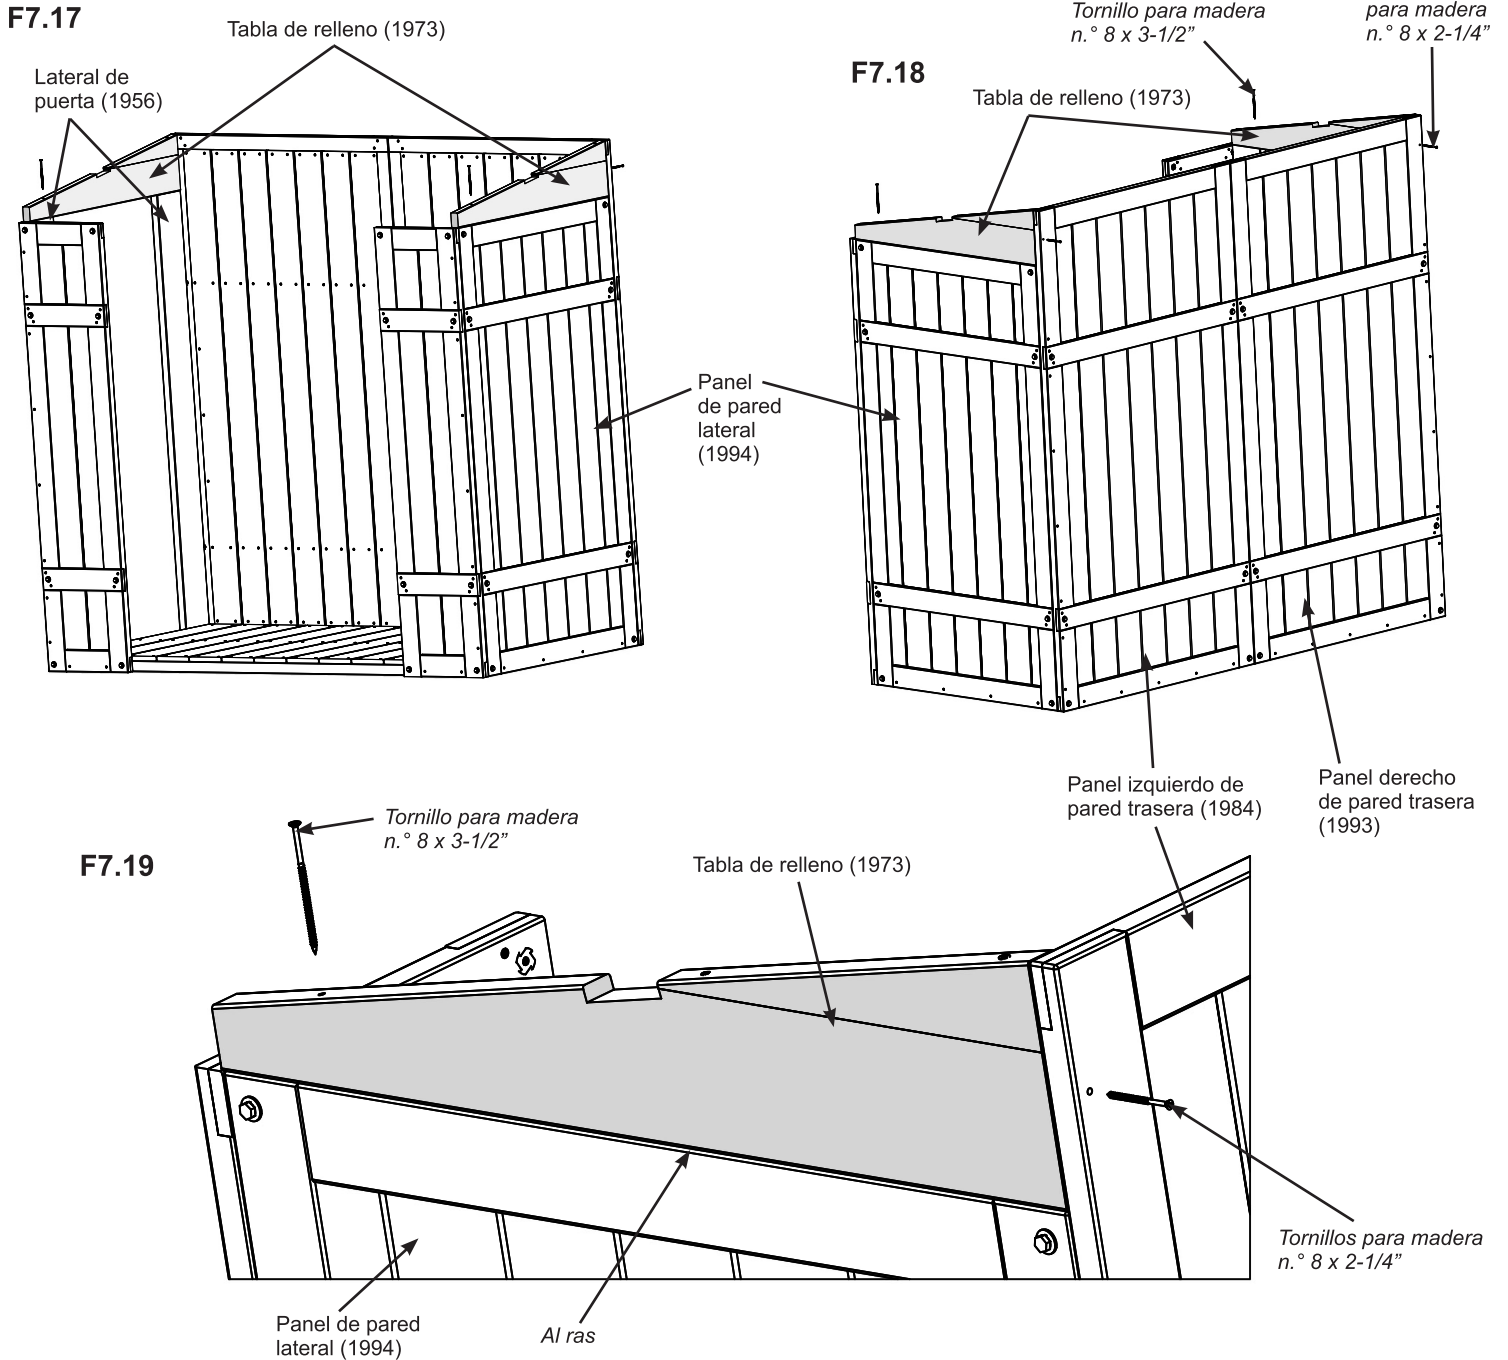 F7.17
Tabla de relleno (1973)
Lateral de
puerta (1956)
Tornillo para madera
n.° 8 x 3-1/2”
para madera
n.° 8 x 2-1/4”
F7.18
Tabla de relleno (1973)
Panel
de pared
lateral
(1994)
Panel izquierdo de
pared trasera (1984)
Panel derecho
de pared trasera
(1993)
F7.19
Tornillo para madera
n.° 8 x 3-1/2”
Tabla de relleno (1973)
Tornillos para madera
n.° 8 x 2-1/4”
Panel de pared
lateral (1994)
Al ras